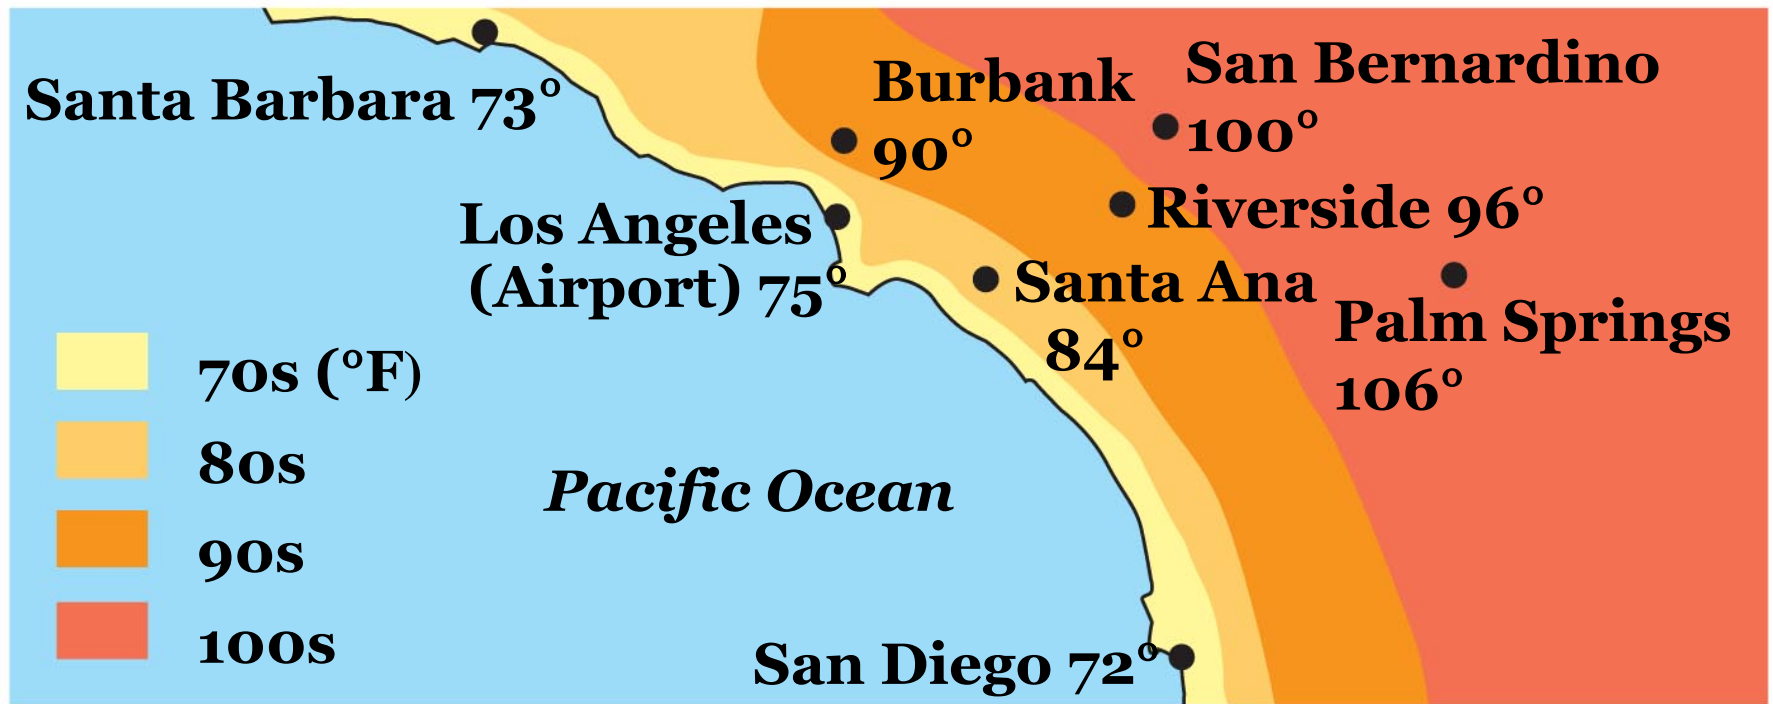 Santa Barbara 73°
Burbank
90°
San Bernardino
100°
Los Angeles
(Airport) 75°
Riverside 96°
Santa Ana
84°
Palm Springs
106°
70s (°F)
80s
90s
100s
Pacific Ocean
San Diego 72°